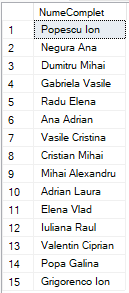 NumeComplet
1 Popescu Ion
2 Negura Ana
3 Dumitru Mihai
4 Gabriela Vasile
5 Radu Elena
6 Ana Adrian
7 Vasile Cristina
8 Cristian Mihai
9 Mihai Alexandru
10 Adrian Laura
11 Elena Vlad
12 Iuliana Raul
13 Valentin Ciprian
14 Popa Galina
15 Grigorenco Ion